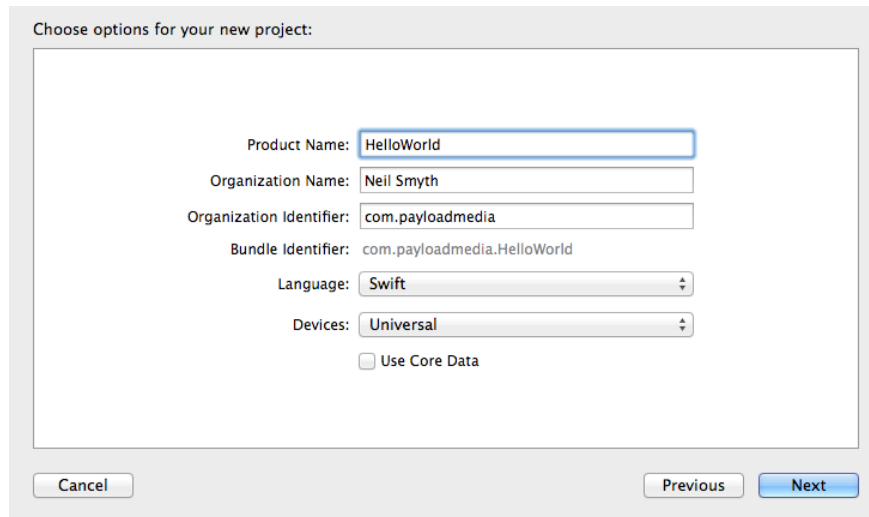 Choose options for your new project:
Product Name: HelloWorld
Organization Name: Neil Smyth
Organization Identifier: com.payloadmedia
Bundle Identifier: com.payloadmedia.HelloWorld
Language: Swift
Devices: Universal
Use Core Data
Cancel Previous Next